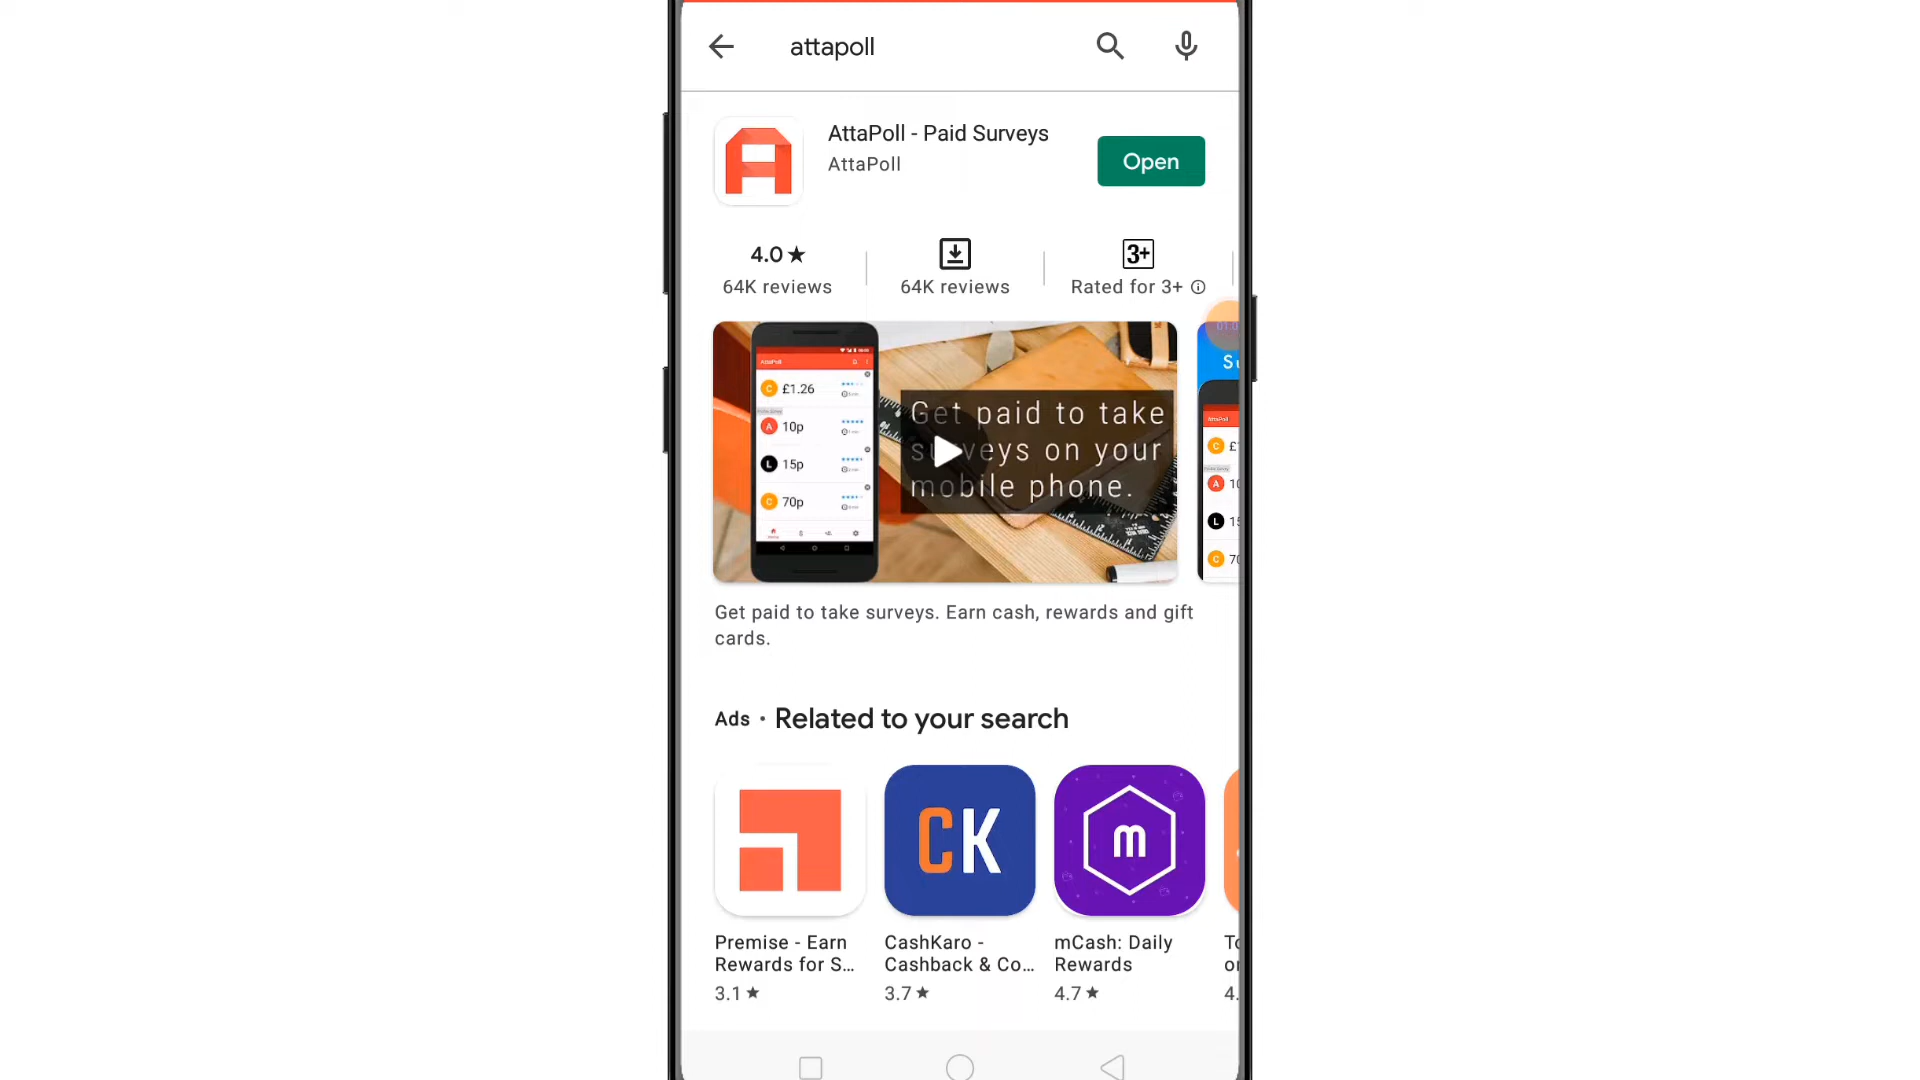 attapoll
AttaPoll - Paid Surveys
AttaPoll
Open
4.0 ★
64K reviews
64K reviews
3+
Rated for 3+
AttaPoll
£1.26
10p
15p
70p
Get paid to take
surveys on your
mobile phone.
Get paid to take surveys. Earn cash, rewards and gift
cards.
Ads • Related to your search
CK
m
Premise - Earn
Rewards for S...
3.1 ★
CashKaro -
Cashback & Co...
3.7 ★
mCash: Daily
Rewards
4.7 ★